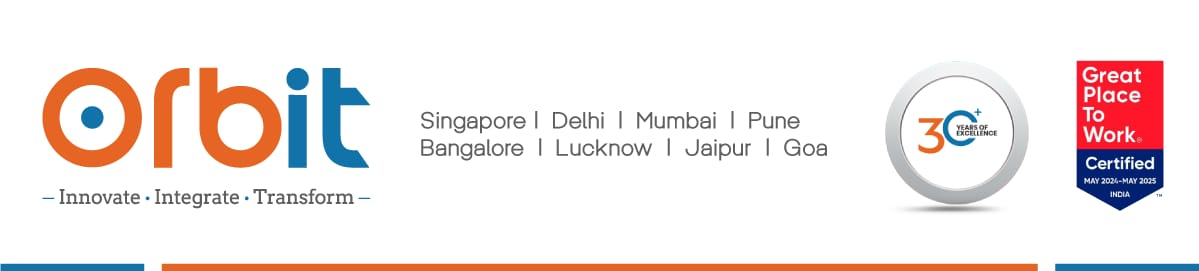 Orbit
– Innovate · Integrate · Transform –
Singapore | Delhi | Mumbai | Pune
Bangalore | Lucknow | Jaipur | Goa
30+
YEARS OF
EXCELLENCE
Great
Place
To
Work®
Certified
MAY 2024-MAY 2025
INDIA
™